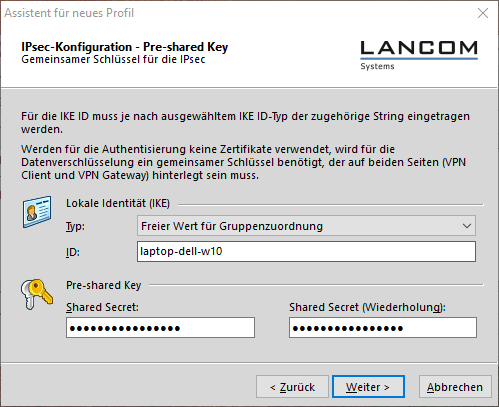 Assistent für neues Profil
IPsec-Konfiguration - Pre-shared Key
Gemeinsamer Schlüssel für die IPsec
LANCOM
Systems
Für die IKE ID muss je nach ausgewähltem IKE ID-Typ der zugehörige String eingetragen
werden.
Werden für die Authentisierung keine Zertifikate verwendet, wird für die
Datenverschlüsselung ein gemeinsamer Schlüssel benötigt, der auf beiden Seiten (VPN
Client und VPN Gateway) hinterlegt sein muss.
Lokale Identität (IKE)
Typ: Freier Wert für Gruppenzuordnung
ID: laptop-dell-w10
Pre-shared Key
Shared Secret: Shared Secret (Wiederholung):
●●●●●●●●●●●●●●●● ●●●●●●●●●●●●●●●●
< Zurück Weiter > Abbrechen